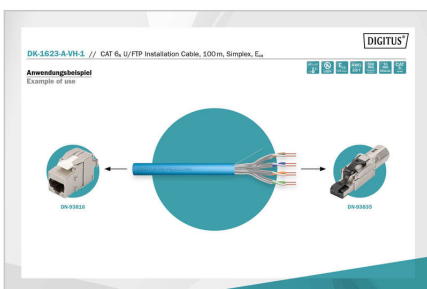 DIGITUS®
DK-1623-A-VH-1 // CAT 6A U/FTP Installation Cable, 100 m, Simplex, Eca
Anwendungsbeispiel
Example of use
DN-93816
DN-93835